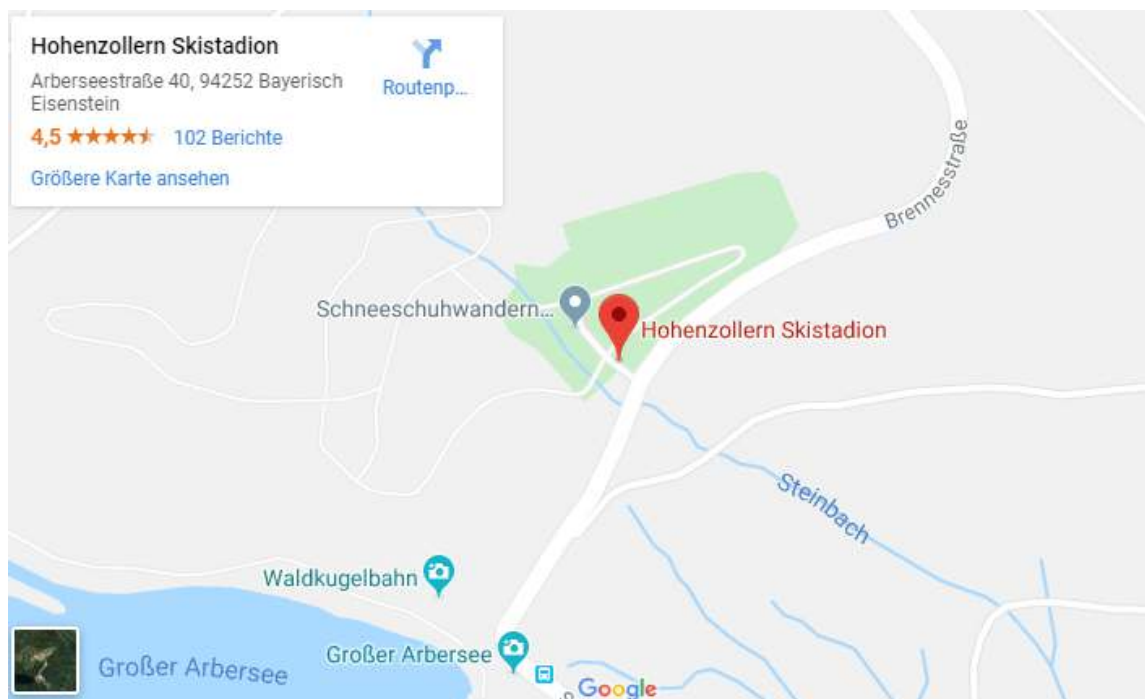 Hohenzollern Skistadion
Arberseestraße 40, 94252 Bayerisch
Eisenstein
Routenp...
4,5
102 Berichte
Größere Karte ansehen
Brennesstraße
Schneeschuhwandern...
Hohenzollern Skistadion
Steinbach
Waldkugelbahn
Großer Arbersee
Großer Arbersee
Google